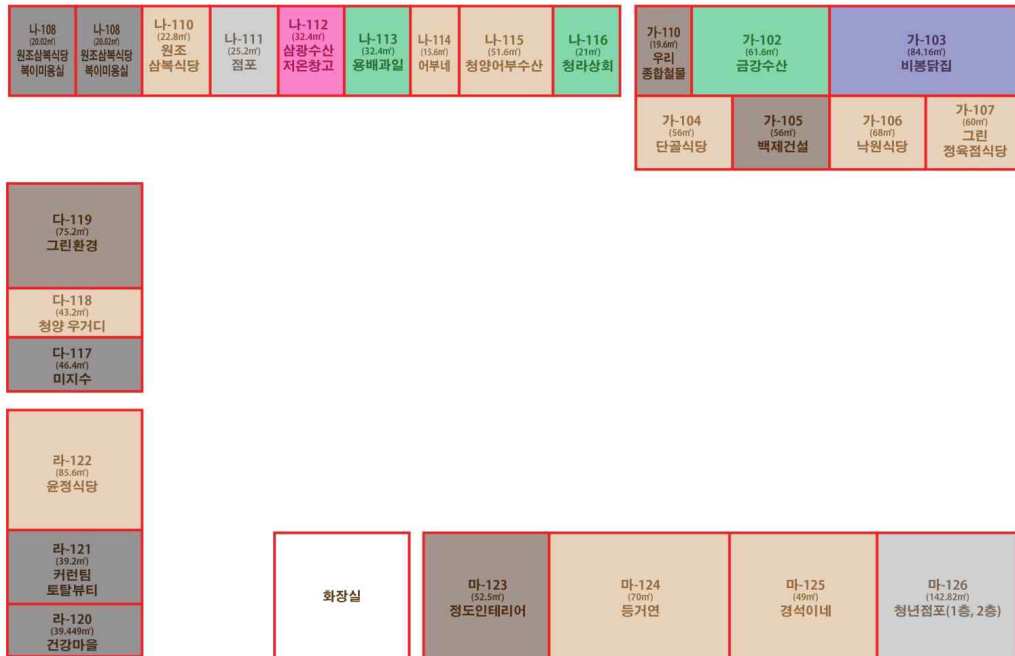 나-108
(20.02㎡)
원조삼복식당
복이미옹실
나-108
(20.02㎡)
원조삼복식당
복이미옹실
나-110
(22.8㎡)
원조
삼복식당
나-111
(25.2㎡)
점포
나-112
(32.4㎡)
삼광수산
저온창고
나-113
(32.4㎡)
용배과일
나-114
(15.6㎡)
어부네
나-115
(51.6㎡)
청양어부수산
나-116
(21㎡)
청라상회
가-110
(19.6㎡)
우리
종합철물
가-102
(61.6㎡)
금강수산
가-103
(84.16㎡)
비봉닭집
가-104
(56㎡)
단골식당
가-105
(56㎡)
백제건설
가-106
(68㎡)
낙원식당
가-107
(60㎡)
그린
정육점식당
다-119
(75.2㎡)
그린환경
다-118
(43.2㎡)
청양 우거디
다-117
(46.4㎡)
미지수
라-122
(85.6㎡)
윤정식당
라-121
(39.2㎡)
커런팀
토탈뷰티
라-120
(39.449㎡)
건강마을
화장실
마-123
(52.5㎡)
정도인테리어
마-124
(70㎡)
등거연
마-125
(49㎡)
경석이네
마-126
(142.82㎡)
청년점포(1층, 2층)